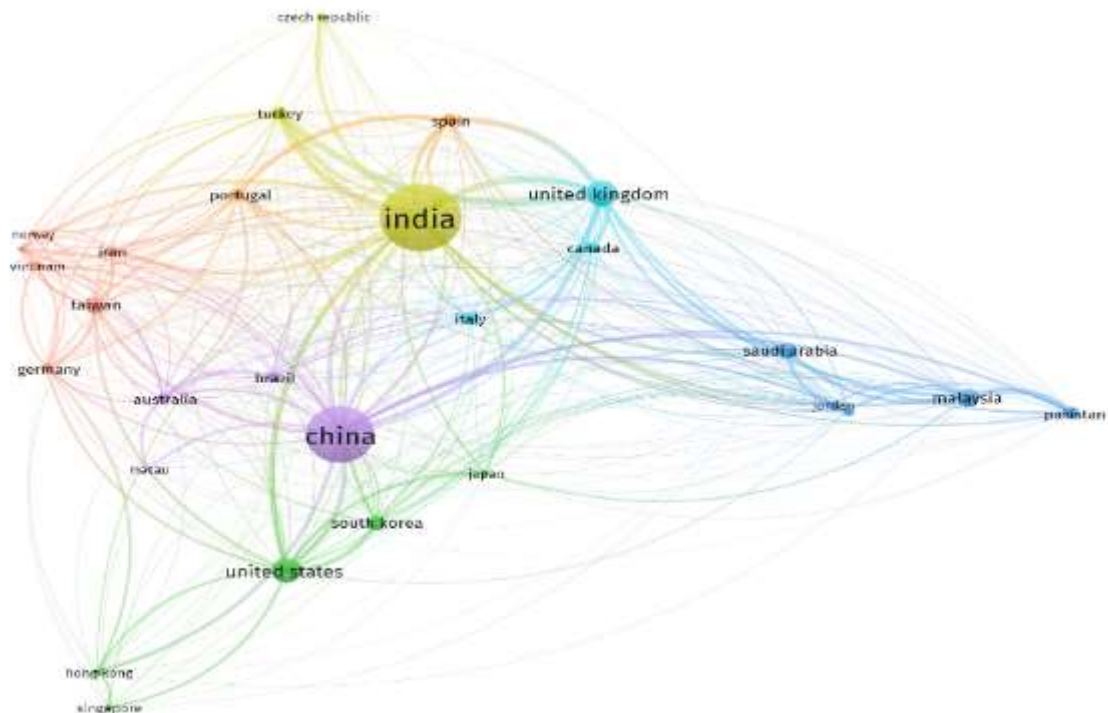 czech republic
turkey
spain
portugal
united kingdom
india
norway
canada
iran
vietnam
taiwan
italy
saudi arabia
germany
brazil
australia
malaysia
jordan
pakistan
china
macau
japan
south korea
united states
hong kong
singapore